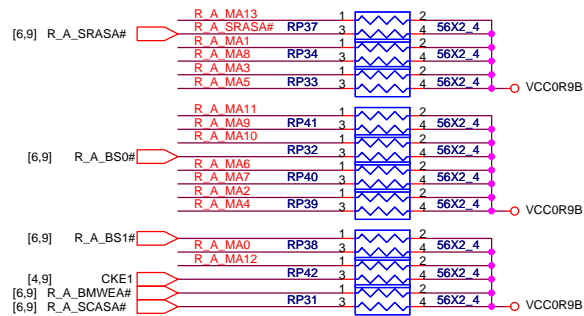 R_A_MA13 1 2
[6,9] R_A_SRASA# R_A_SRASA# RP37 3 4 56X2_4
R_A_MA1 1 2
R_A_MA8 RP34 3 4 56X2_4
R_A_MA3 1 2
R_A_MA5 RP33 3 4 56X2_4 VCC0R9B
R_A_MA11 1 2
R_A_MA9 RP41 3 4 56X2_4
R_A_MA10 1 2
[6,9] R_A_BS0# RP32 3 4 56X2_4
R_A_MA6 1 2
R_A_MA7 RP40 3 4 56X2_4
R_A_MA2 1 2
R_A_MA4 RP39 3 4 56X2_4 VCC0R9B
[6,9] R_A_BS1# 1 2
R_A_MA0 RP38 3 4 56X2_4
R_A_MA12 1 2
[4,9] CKE1 RP42 3 4 56X2_4
[6,9] R_A_BMWEA# 1 2
[6,9] R_A_SCASA# RP31 3 4 56X2_4 VCC0R9B